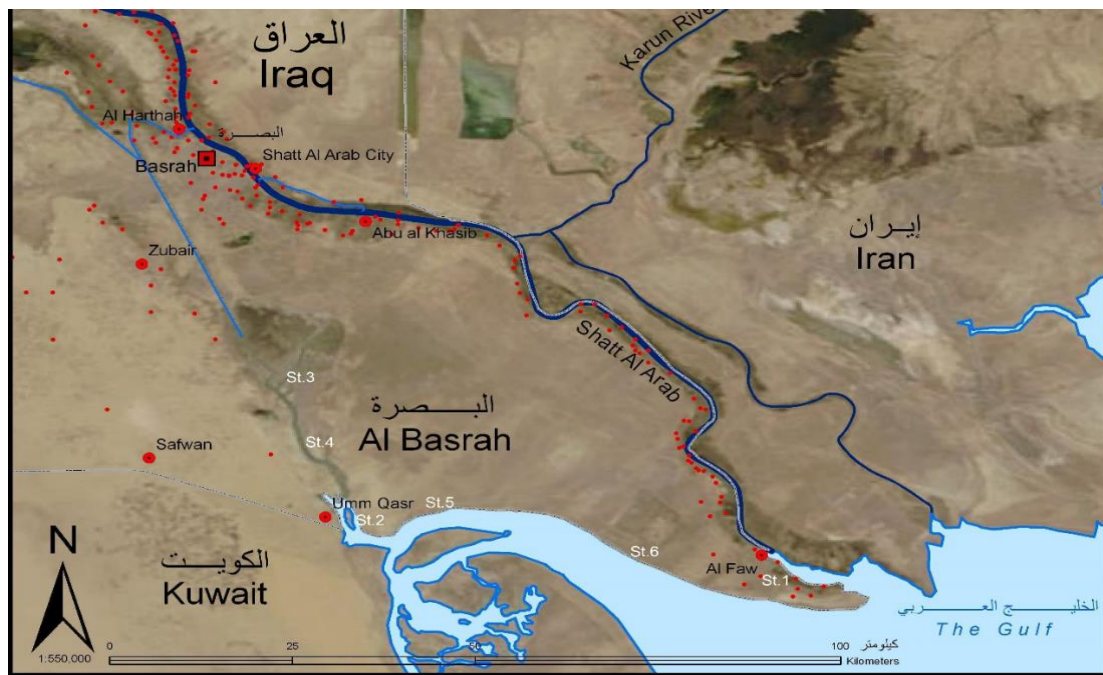 العراق
Iraq
Karun River
Al Harthah
البصرة
Basrah
Shatt Al Arab City
Abu al Khasib
Zubair
إيران
Iran
Shatt Al Arab
St.3
البصرة
Al Basrah
St.4
Safwan
Umm Qasr
St.2
St.5
St.6
Al Faw
St.1
N
الكويت
Kuwait
الخليج العربي
The Gulf
1:550,000
0 25 50 100 كيلومتر
Kilometers